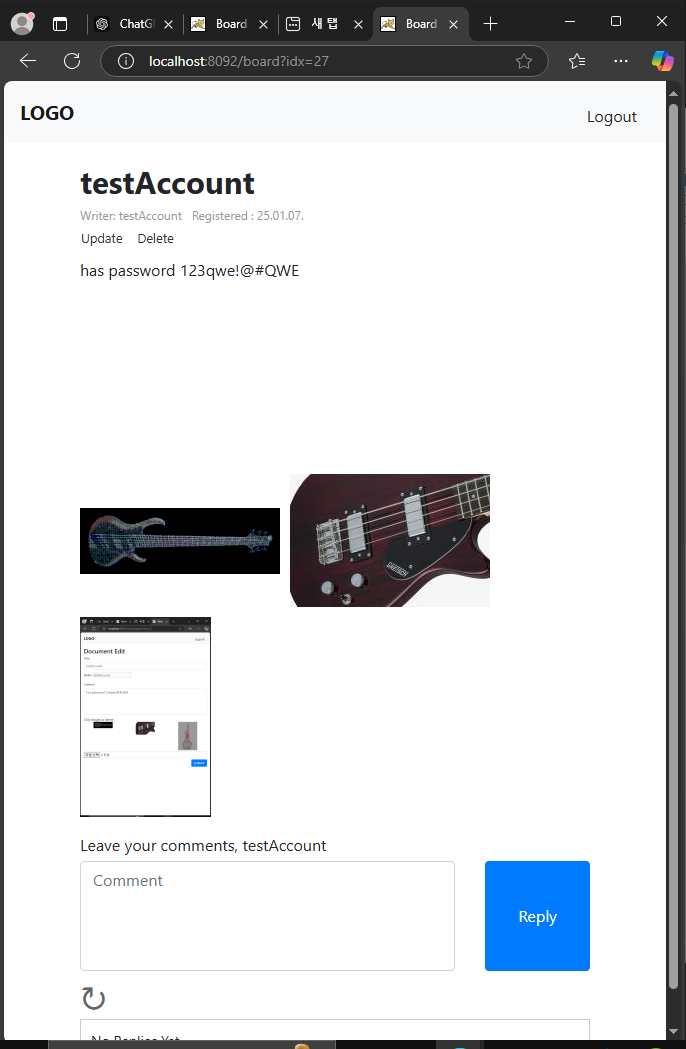 ChatG
Board
새 탭
Board
localhost:8092/board?idx=27
LOGO
Logout
testAccount
Writer: testAccount Registered : 25.01.07.
Update Delete
has password 123qwe!@#QWE
GRETSCH
LOGO
Document Edit
Leave your comments, testAccount
Comment
Reply
No Replies Yet